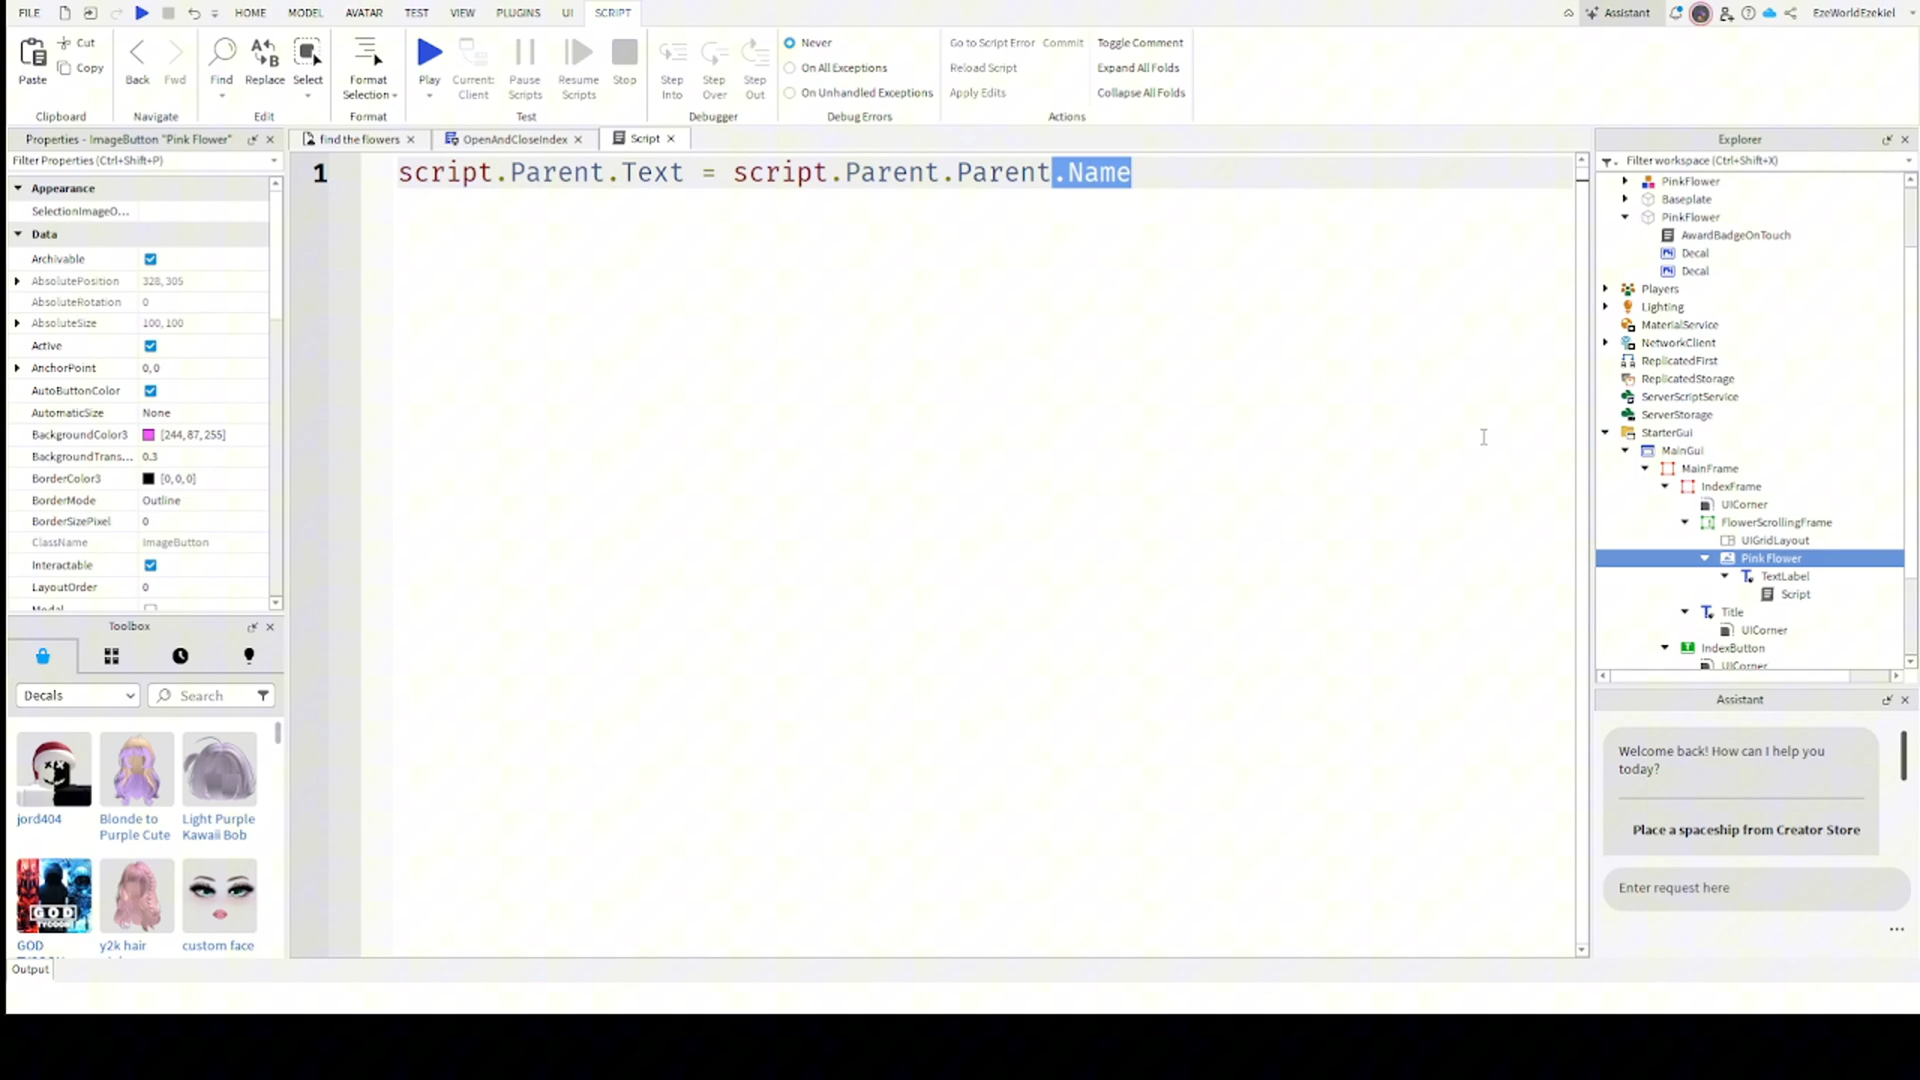 FILE HOME MODEL AVATAR TEST VIEW PLUGINS UI SCRIPT Assistant EzeWorldEzekiel
Paste Cut Copy Clipboard
Back Fwd Navigate
Find Replace Select Edit
Format Selection Format
Play Current: Client Pause Scripts Resume Scripts Stop Test
Step Into Step Over Step Out Debugger
Never
On All Exceptions
On Unhandled Exceptions
Debug Errors
Go to Script Error Commit Toggle Comment
Reload Script Expand All Folds
Apply Edits Collapse All Folds
Actions
Properties - ImageButton "Pink Flower"
Filter Properties (Ctrl+Shift+P)
Appearance
SelectionImageO...
Data
Archivable
AbsolutePosition 328, 305
AbsoluteRotation 0
AbsoluteSize 100, 100
Active
AnchorPoint 0, 0
AutoButtonColor
AutomaticSize None
BackgroundColor3 [244, 87, 255]
BackgroundTrans... 0.3
BorderColor3 [0, 0, 0]
BorderMode Outline
BorderSizePixel 0
ClassName ImageButton
Interactable
LayoutOrder 0
Modal
Toolbox
Decals Search
jord404
Blonde to Purple Cute
Light Purple Kawaii Bob
GOD
y2k hair
custom face
Output
find the flowers OpenAndCloseIndex Script
1 script.Parent.Text = script.Parent.Parent.Name
Explorer
Filter workspace (Ctrl+Shift+X)
PinkFlower
Baseplate
PinkFlower
AwardBadgeOnTouch
Decal
Decal
Players
Lighting
MaterialService
NetworkClient
ReplicatedFirst
ReplicatedStorage
ServerScriptService
ServerStorage
StarterGui
MainGui
MainFrame
IndexFrame
UICorner
FlowerScrollingFrame
UIGridLayout
Pink Flower
TextLabel
Script
Title
UICorner
IndexButton
UICorner
Assistant
Welcome back! How can I help you
today?
Place a spaceship from Creator Store
Enter request here